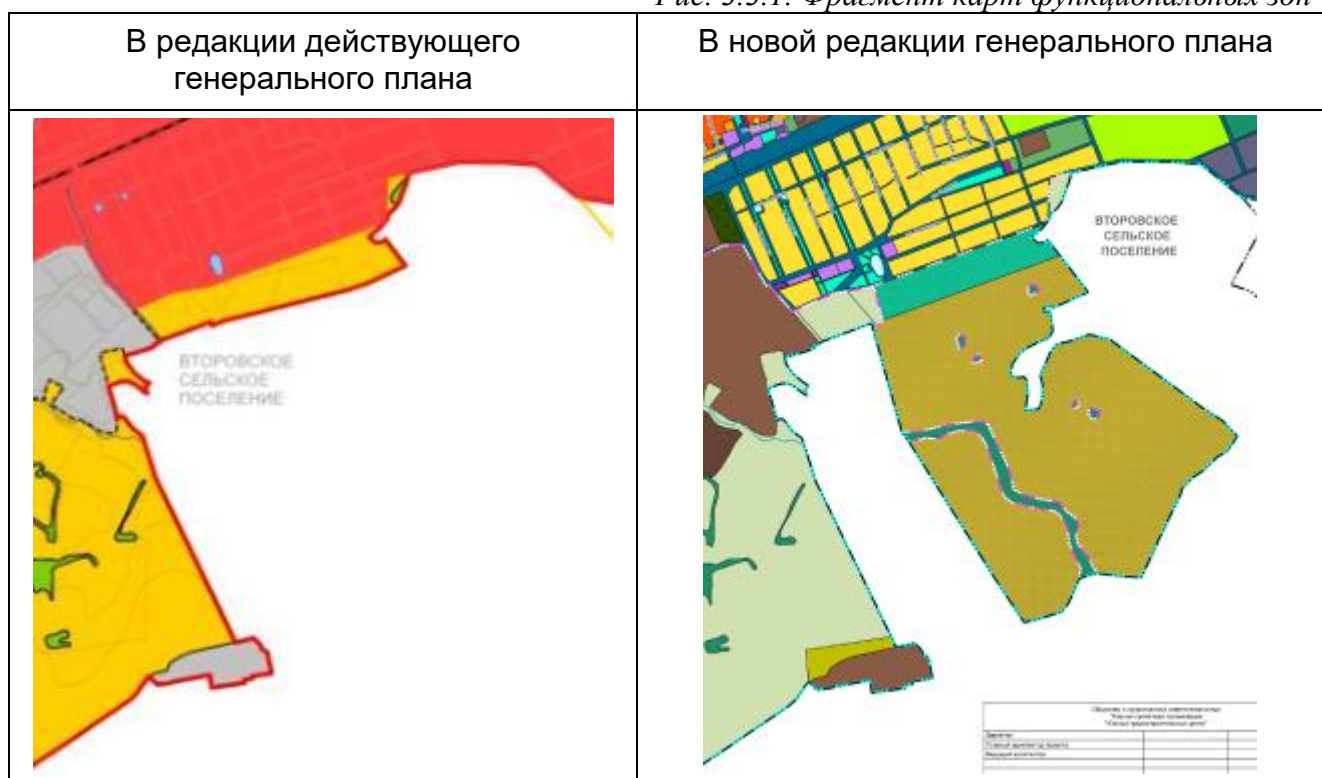 Рис. 3.3.1. Фрагмент карт функциональных зон
В редакции действующего
генерального плана
В новой редакции генерального плана
ВТОРОВСКОЕ
СЕЛЬСКОЕ
ПОСЕЛЕНИЕ
ВТОРОВСКОЕ
СЕЛЬСКОЕ
ПОСЕЛЕНИЕ